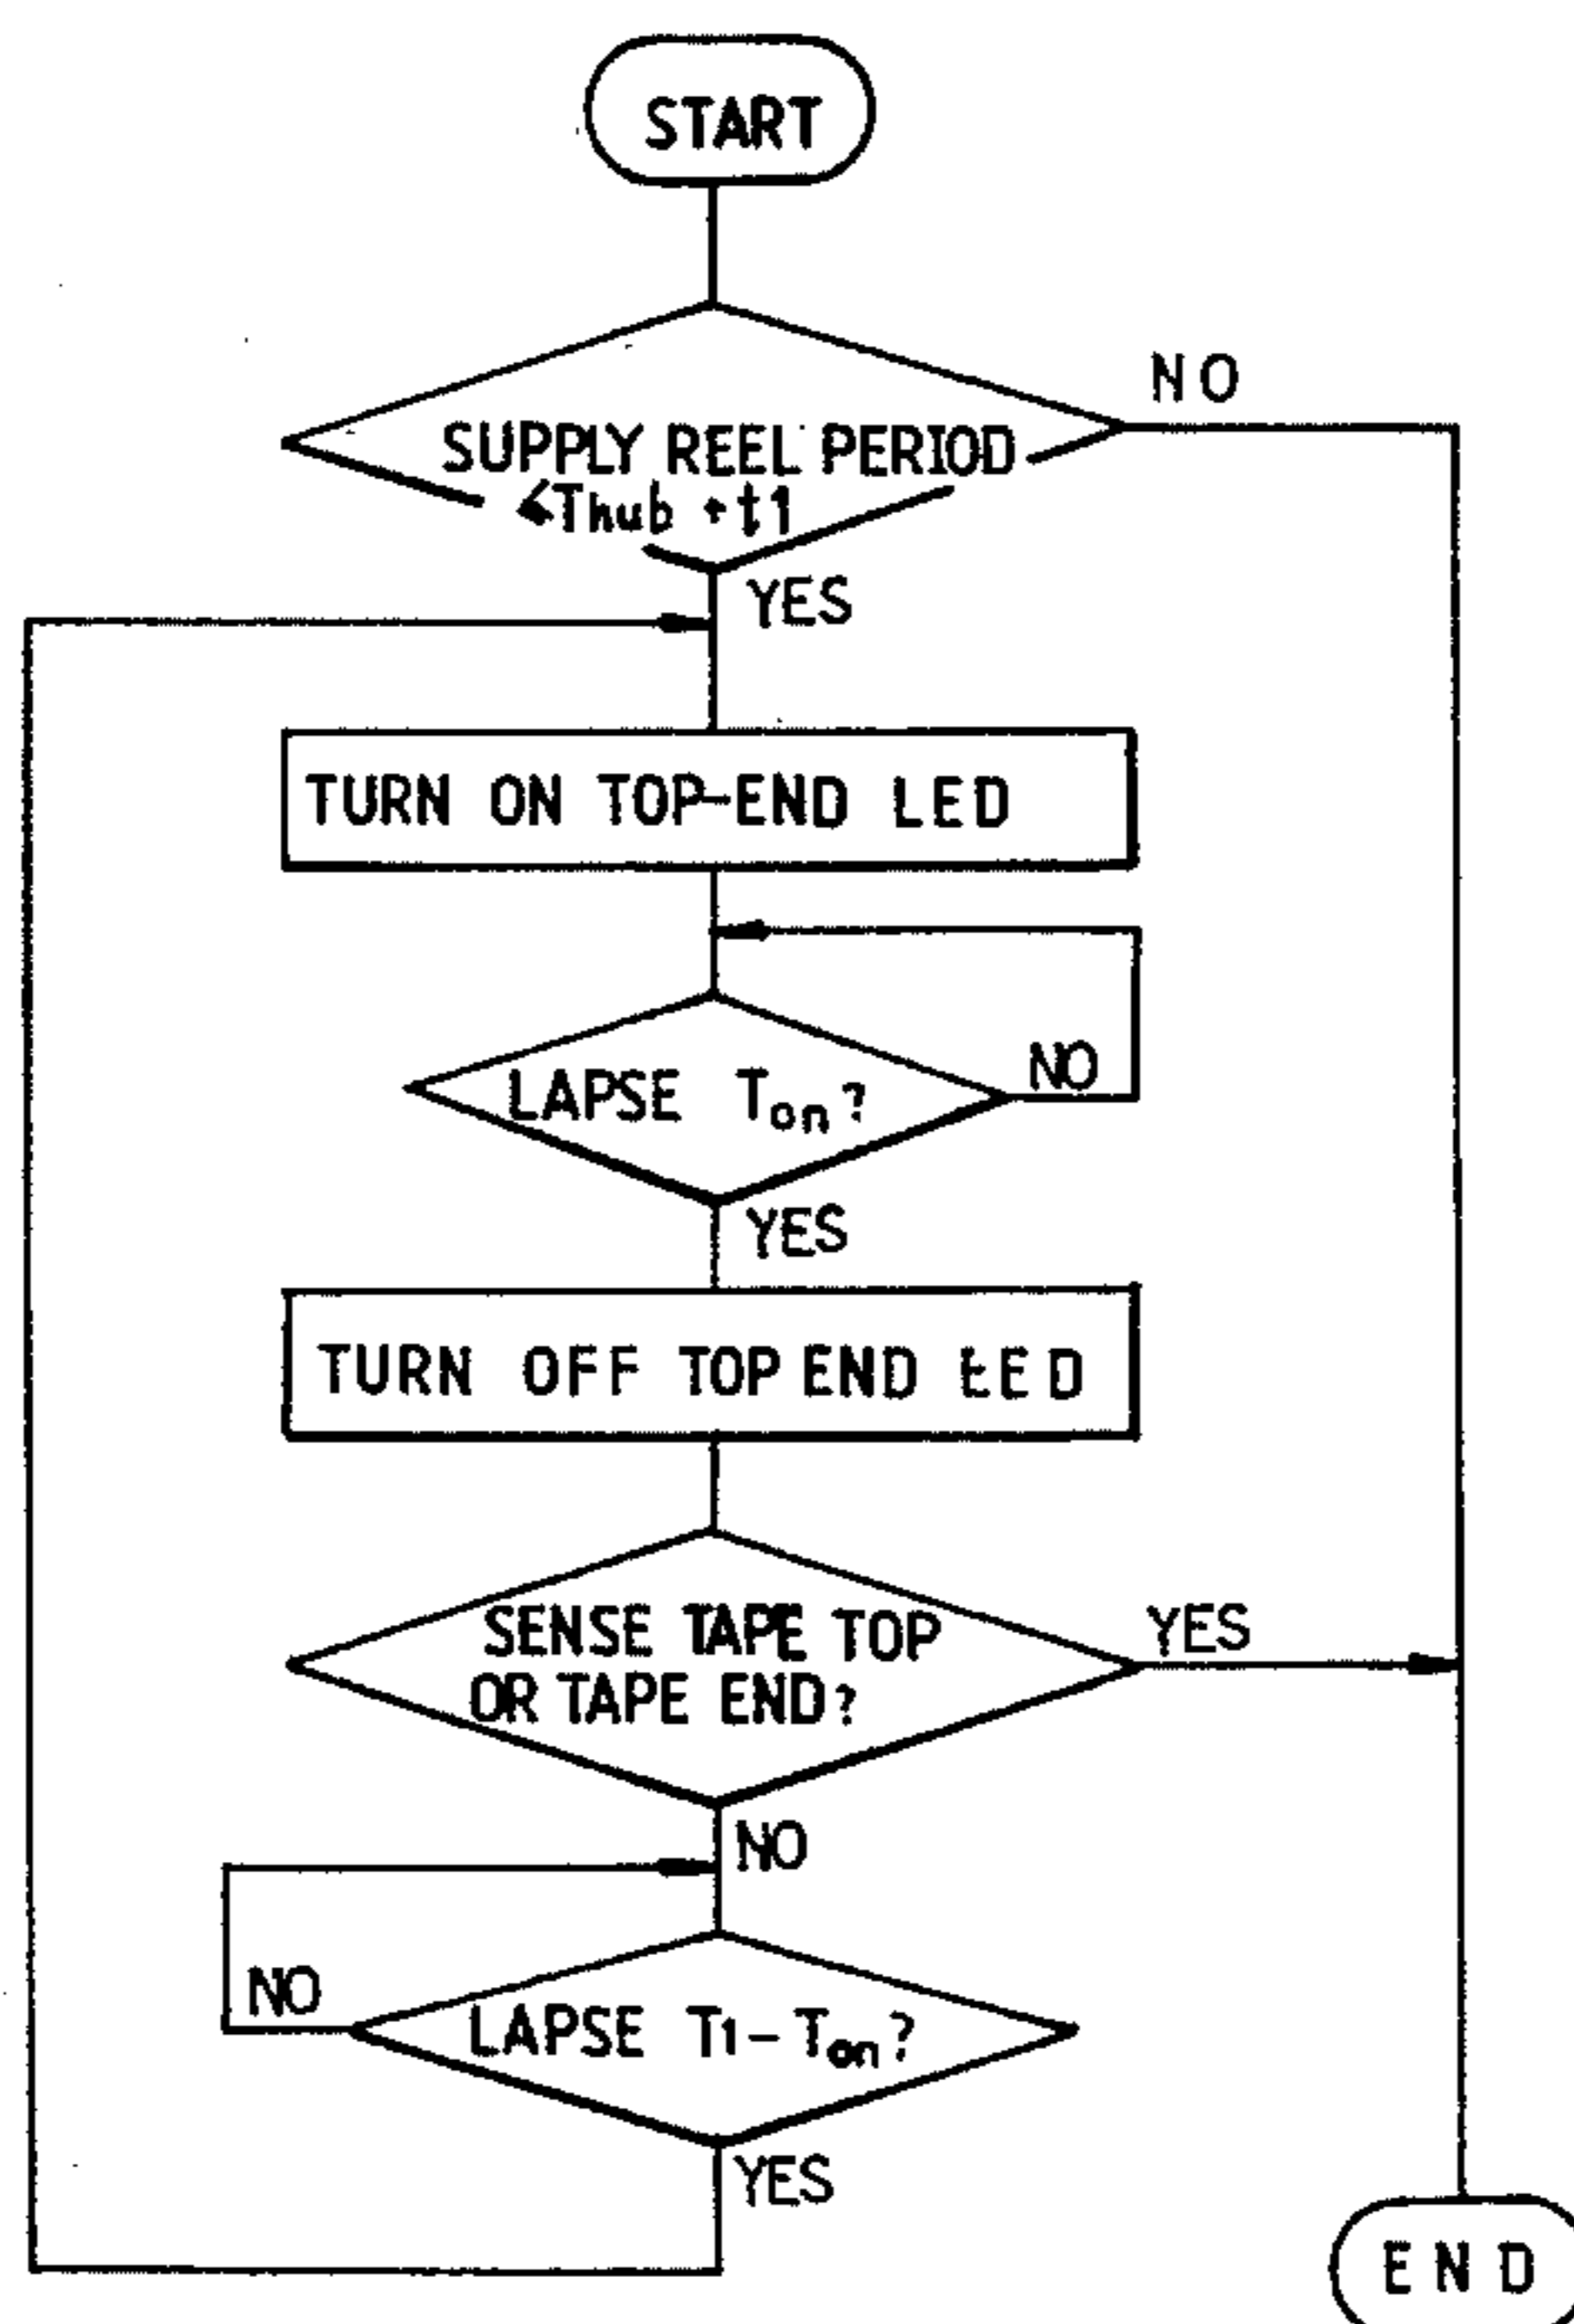 START
SUPPLY REEL PERIOD
Thub + t1
NO
YES
TURN ON TOP-END LED
LAPSE Ton?
NO
YES
TURN OFF TOP END LED
SENSE TAPE TOP
OR TAPE END?
YES
NO
LAPSE T1-Ton?
NO
YES
END